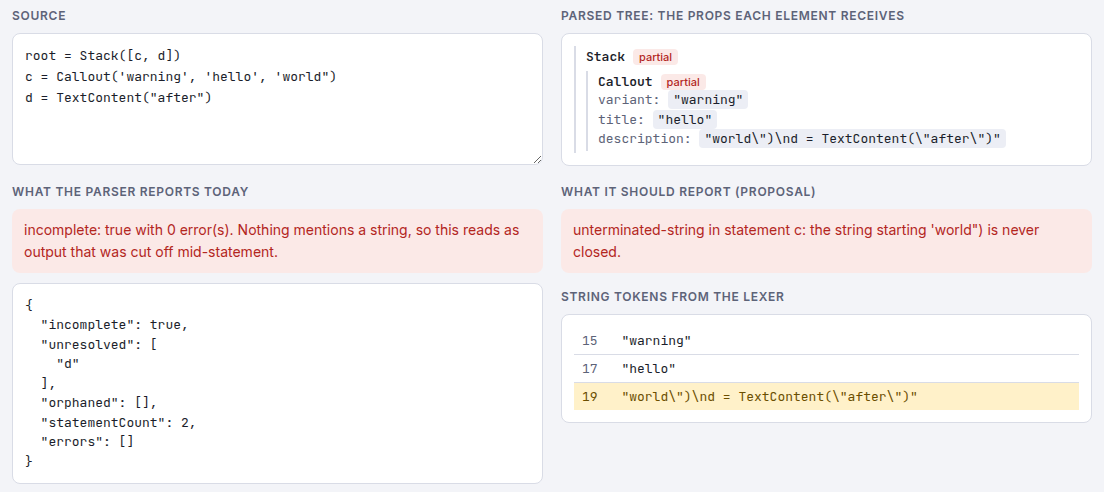 SOURCE
root = Stack([c, d])
c = Callout('warning', 'hello', 'world")
d = TextContent("after")
PARSED TREE: THE PROPS EACH ELEMENT RECEIVES
Stack partial
Callout partial
variant: "warning"
title: "hello"
description: "world\")\nd = TextContent(\"after\")"
WHAT THE PARSER REPORTS TODAY
incomplete: true with 0 error(s). Nothing mentions a string, so this reads as
output that was cut off mid-statement.
{
  "incomplete": true,
  "unresolved": [
    "d"
  ],
  "orphaned": [],
  "statementCount": 2,
  "errors": []
}
WHAT IT SHOULD REPORT (PROPOSAL)
unterminated-string in statement c: the string starting 'world") is never
closed.
STRING TOKENS FROM THE LEXER
15 "warning"
17 "hello"
19 "world\")\nd = TextContent(\"after\")"